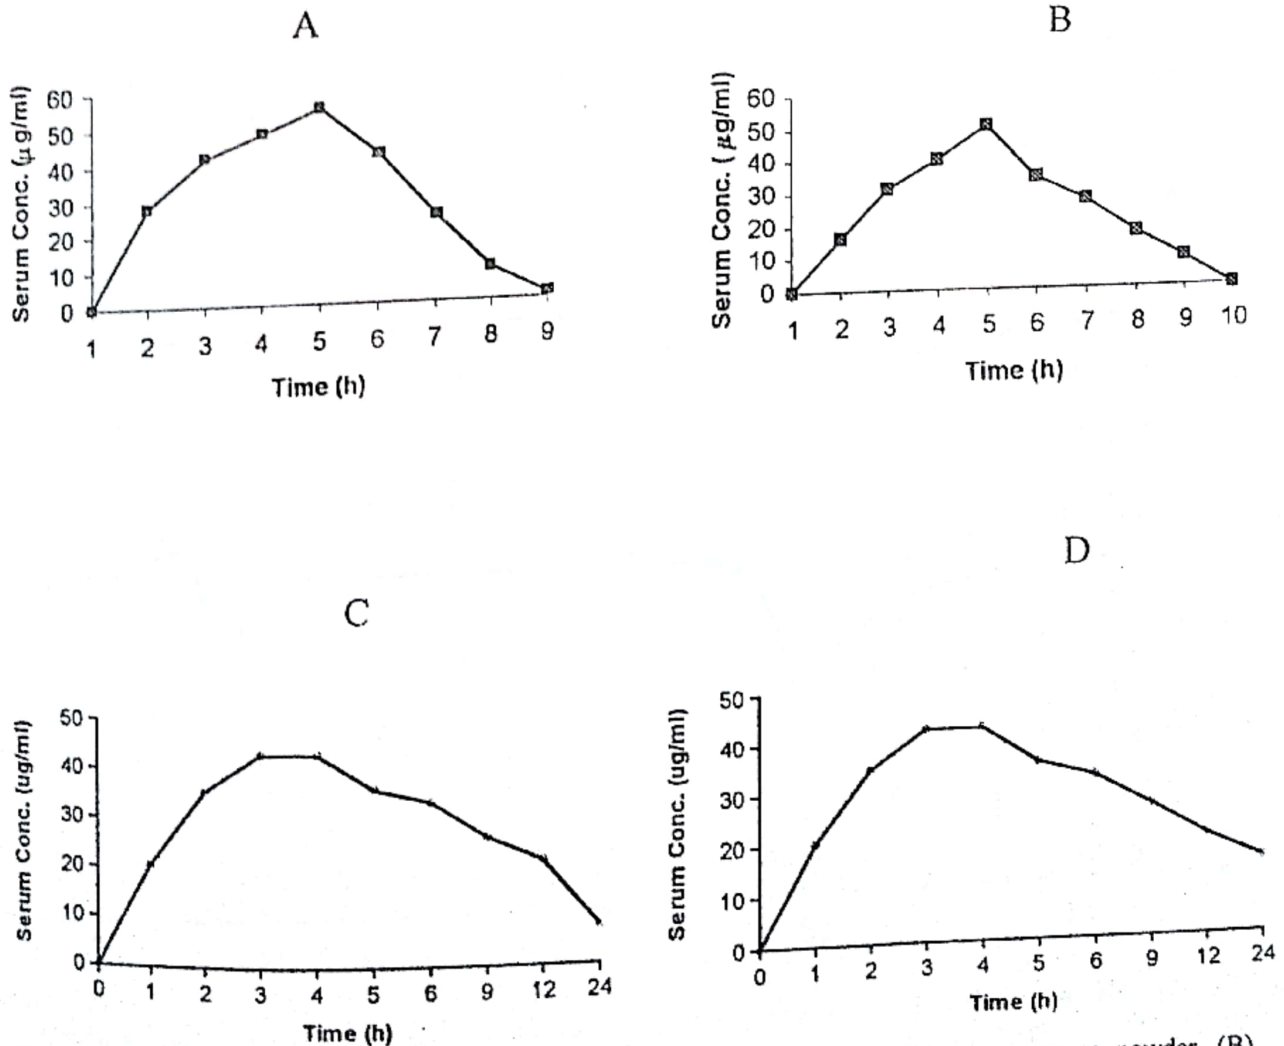 A
B
Serum Conc. (μ g/ml)
60
50
40
30
20
10
0
1 2 3 4 5 6 7 8 9
Time (h)
Serum Conc. ( μg/ml)
60
50
40
30
20
10
0
1 2 3 4 5 6 7 8 9 10
Time (h)
C
D
Serum Conc. (ug/ml)
50
40
30
20
10
0
0 1 2 3 4 5 6 9 12 24
Time (h)
Serum Conc. (ug/ml)
50
40
30
20
10
0
0 1 2 3 4 5 6 9 12 24
Time (h)
powder (B)